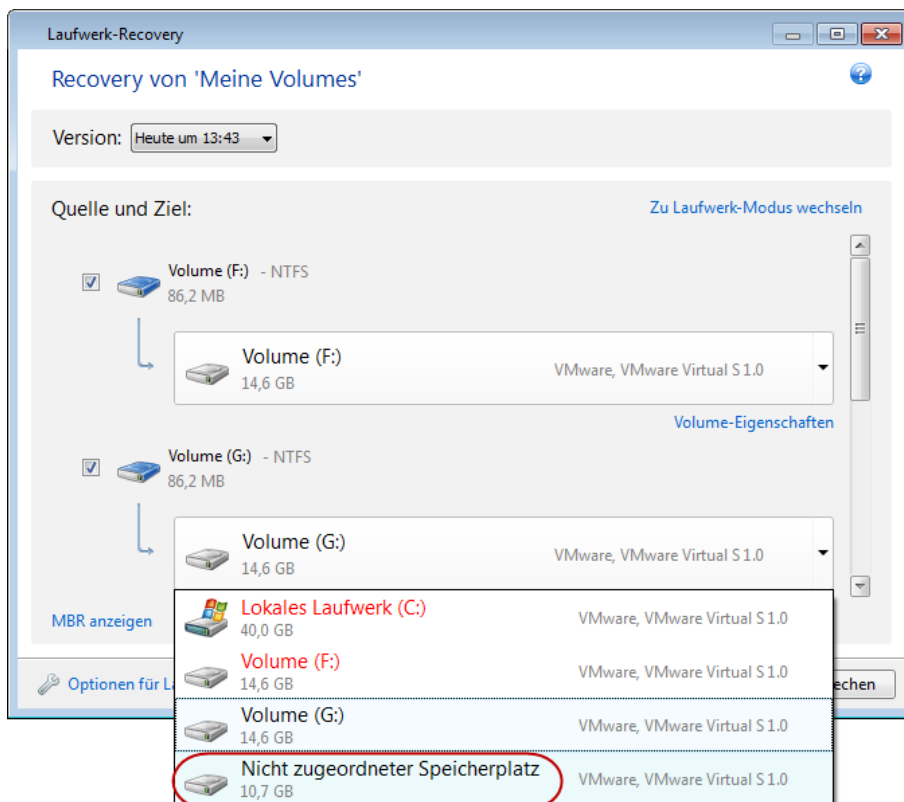 Laufwerk-Recovery
Recovery von 'Meine Volumes'
Version: Heute um 13:43
Quelle und Ziel:
Zu Laufwerk-Modus wechseln
Volume (F:) - NTFS
86,2 MB
Volume (F:)
14,6 GB
VMware, VMware Virtual S 1.0
Volume-Eigenschaften
Volume (G:) - NTFS
86,2 MB
Volume (G:)
14,6 GB
VMware, VMware Virtual S 1.0
MBR anzeigen
Lokales Laufwerk (C:)
40,0 GB
VMware, VMware Virtual S 1.0
Volume (F:)
14,6 GB
VMware, VMware Virtual S 1.0
Optionen für L
echen
Volume (G:)
14,6 GB
VMware, VMware Virtual S 1.0
Nicht zugeordneter Speicherplatz
10,7 GB
VMware, VMware Virtual S 1.0